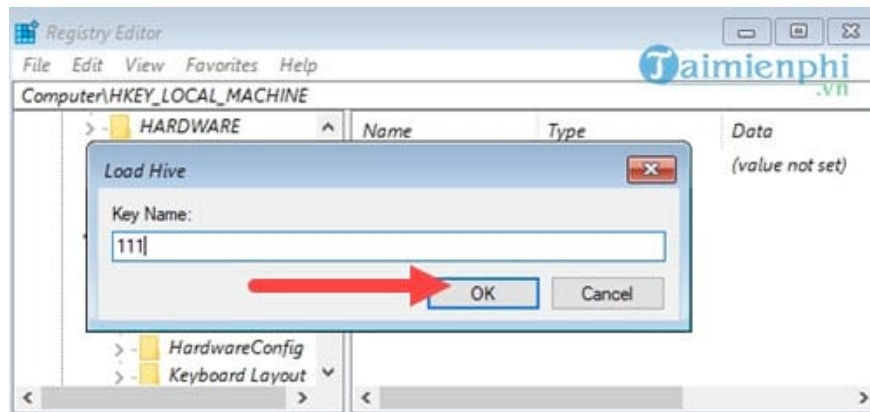 Registry Editor
File Edit View Favorites Help
Taimienphi
.vn
Computer\HKEY_LOCAL_MACHINE
HARDWARE
Name Type Data
Load Hive
(value not set)
Key Name:
111
OK Cancel
HardwareConfig
Keyboard Layout